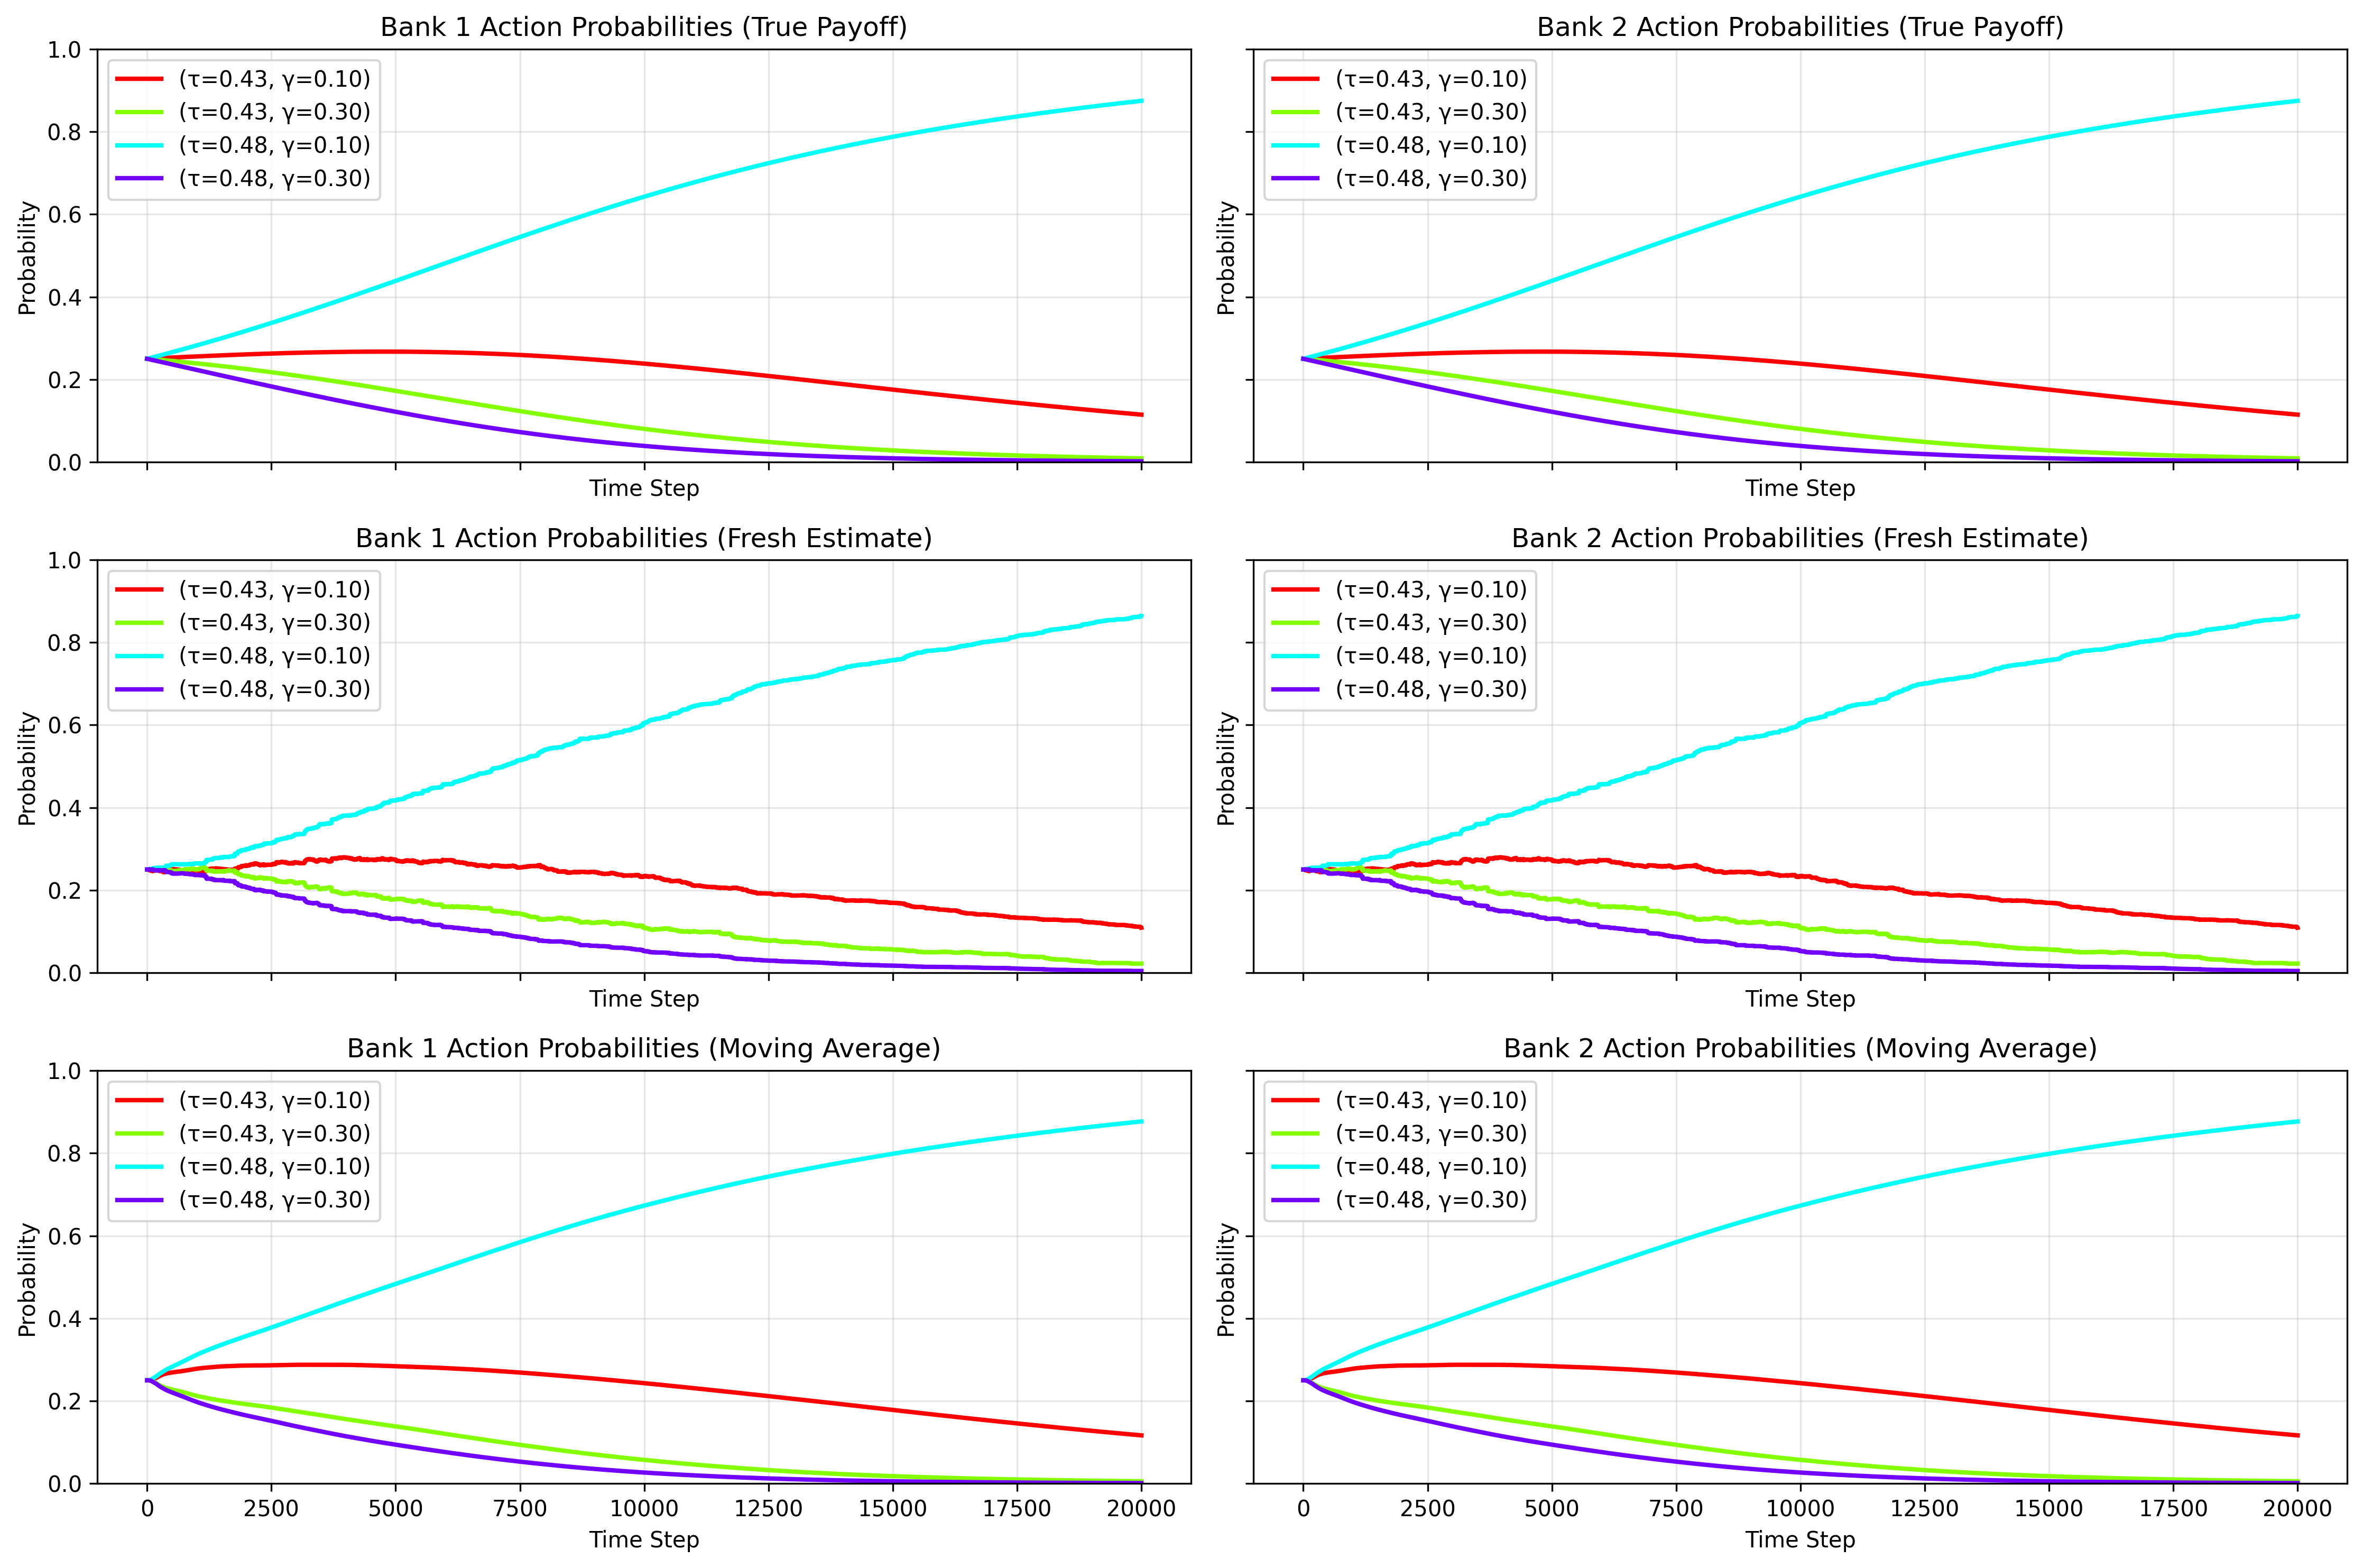 Bank 1 Action Probabilities (True Payoff)
1.0
0.8
0.6
0.4
0.2
0.0
Probability
(τ=0.43, γ=0.10)
(τ=0.43, γ=0.30)
(τ=0.48, γ=0.10)
(τ=0.48, γ=0.30)
Time Step
Bank 2 Action Probabilities (True Payoff)
Probability
(τ=0.43, γ=0.10)
(τ=0.43, γ=0.30)
(τ=0.48, γ=0.10)
(τ=0.48, γ=0.30)
Time Step
Bank 1 Action Probabilities (Fresh Estimate)
1.0
0.8
0.6
0.4
0.2
0.0
Probability
(τ=0.43, γ=0.10)
(τ=0.43, γ=0.30)
(τ=0.48, γ=0.10)
(τ=0.48, γ=0.30)
Time Step
Bank 2 Action Probabilities (Fresh Estimate)
Probability
(τ=0.43, γ=0.10)
(τ=0.43, γ=0.30)
(τ=0.48, γ=0.10)
(τ=0.48, γ=0.30)
Time Step
Bank 1 Action Probabilities (Moving Average)
1.0
0.8
0.6
0.4
0.2
0.0
Probability
(τ=0.43, γ=0.10)
(τ=0.43, γ=0.30)
(τ=0.48, γ=0.10)
(τ=0.48, γ=0.30)
0 2500 5000 7500 10000 12500 15000 17500 20000
Time Step
Bank 2 Action Probabilities (Moving Average)
Probability
(τ=0.43, γ=0.10)
(τ=0.43, γ=0.30)
(τ=0.48, γ=0.10)
(τ=0.48, γ=0.30)
0 2500 5000 7500 10000 12500 15000 17500 20000
Time Step